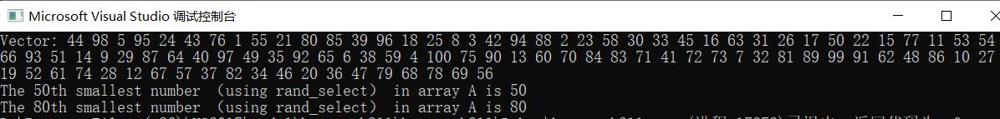 Microsoft Visual Studio 调试控制台
Vector: 44 98 5 95 24 43 76 1 55 21 80 85 39 96 18 25 8 3 42 94 88 2 23 58 30 33 45 16 63 31 26 17 50 22 15 77 11 53 54
66 93 51 14 9 29 87 64 40 97 49 35 92 65 6 38 59 4 100 75 90 13 60 70 84 83 71 41 72 73 7 32 81 89 99 91 62 48 86 10 27
19 52 61 74 28 12 67 57 37 82 34 46 20 36 47 79 68 78 69 56
The 50th smallest number （using rand_select） in array A is 50
The 80th smallest number （using rand_select） in array A is 80